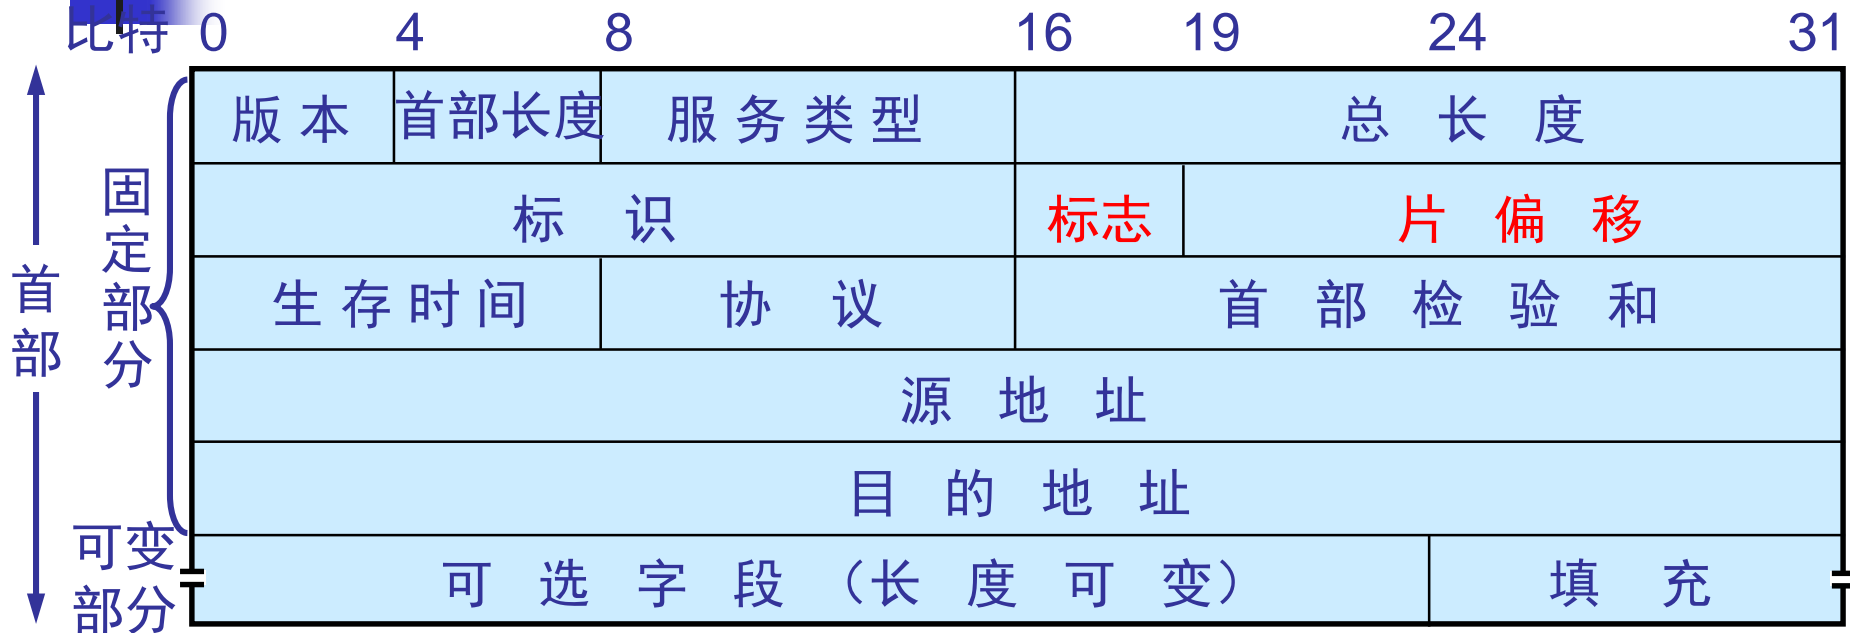 比特 0 4 8 16 19 24 31
版本 首部长度 服务类型 总长度
标识 标志 片偏移
生存时间 协议 首部检验和
源地址
目的地址
可选字段（长度可变） 填充
首部
固定部分
可变
部分